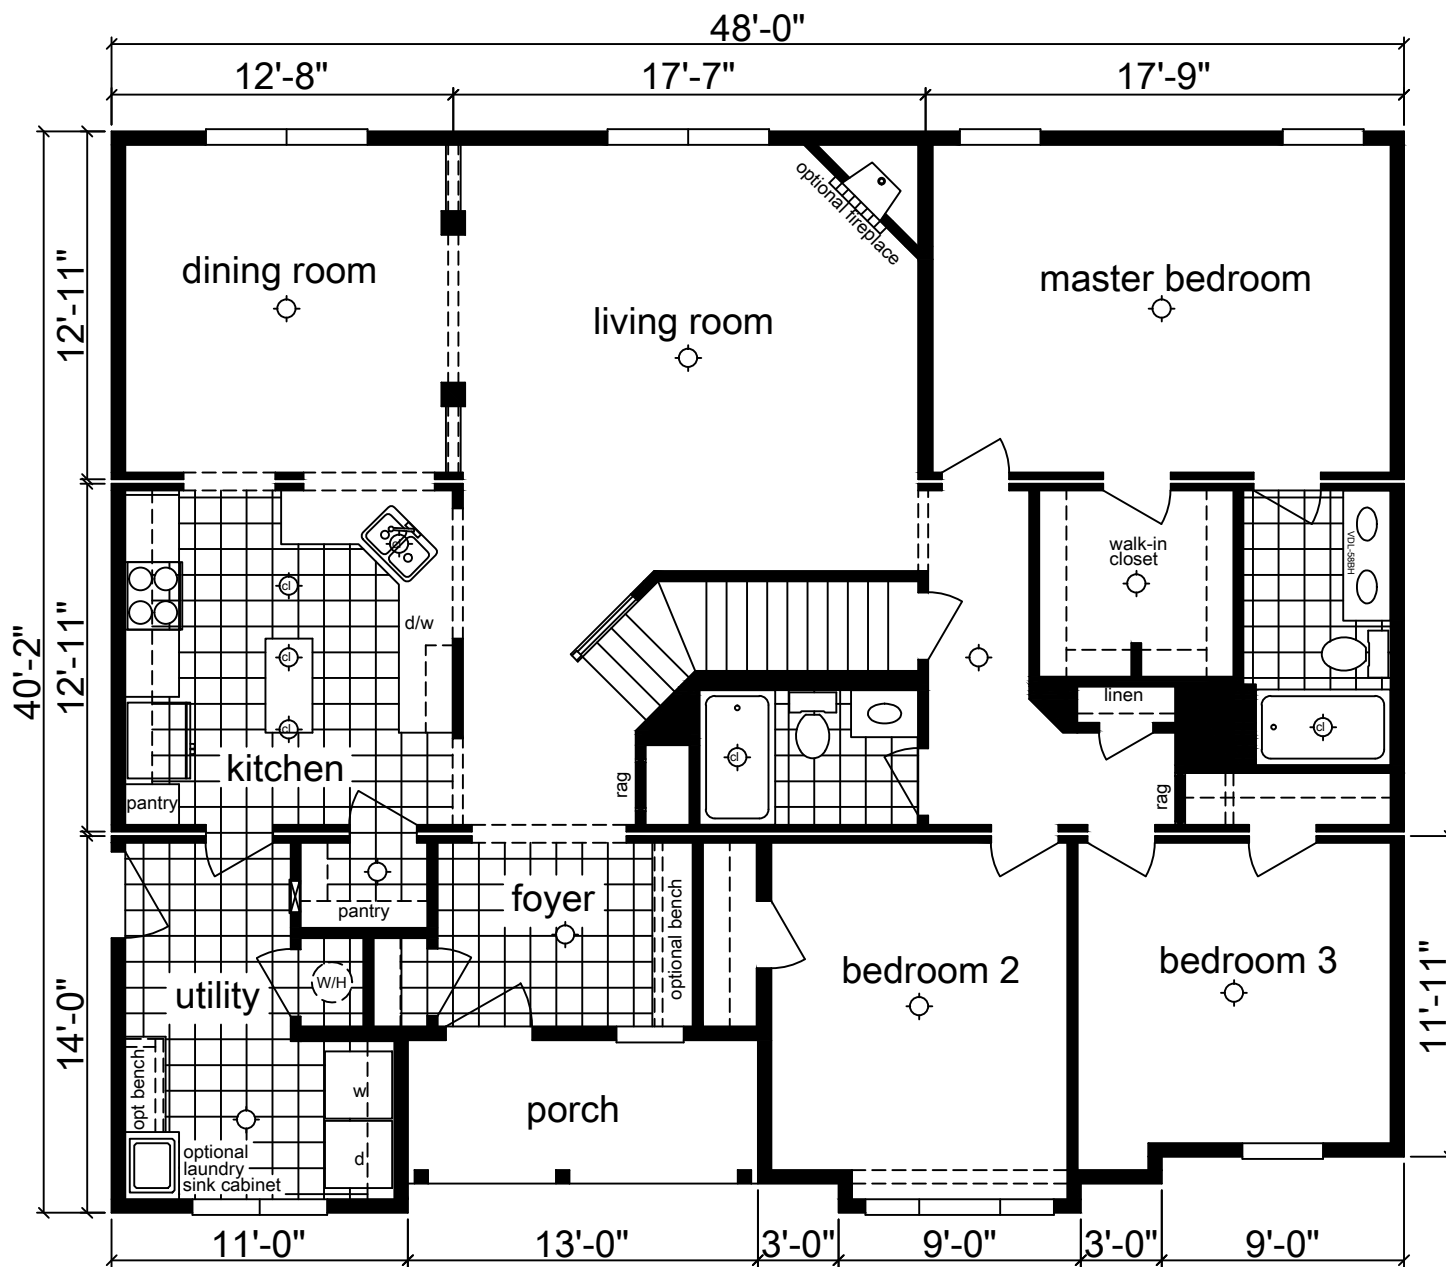 48'-0"
12'-8"
17'-7"
17'-9"
40'-2"
12'-11"
12'-11"
14'-0"
11'-11"
dining room
living room
optional fireplace
master bedroom
walk-in
closet
VDL-58BH
linen
d/w
cl
cl
cl
cl
cl
cl
kitchen
pantry
rag
rag
pantry
foyer
optional bench
bedroom 2
bedroom 3
utility
W/H
opt bench
w
d
optional
laundry
sink cabinet
porch
11'-0"
13'-0"
3'-0"
9'-0"
3'-0"
9'-0"